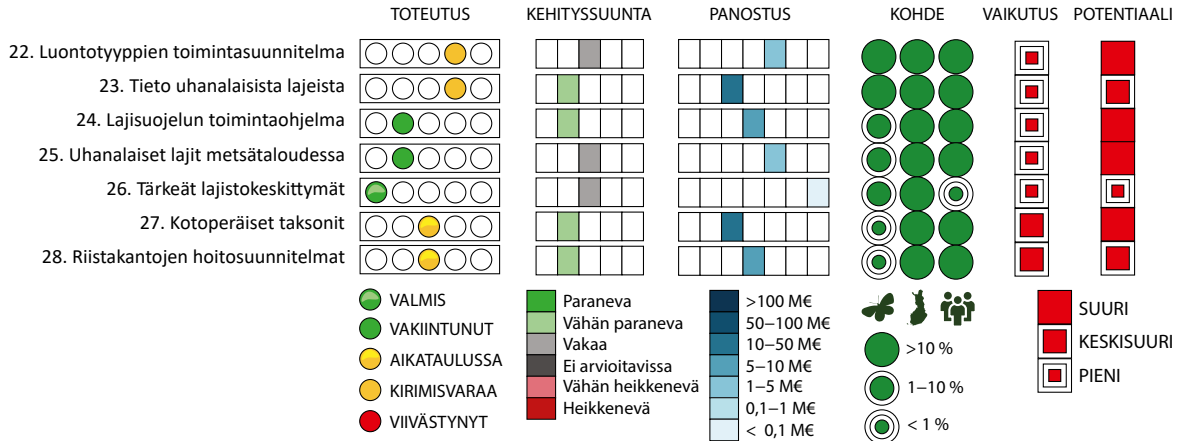 TOTEUTUS KEHITYSSUUNTA PANOSTUS KOHDE VAIKUTUS POTENTIAALI
22. Luontotyyppien toimintasuunnitelma
23. Tieto uhanalaisista lajeista
24. Lajisuojelun toimintaohjelma
25. Uhanalaiset lajit metsätaloudessa
26. Tärkeät lajistokeskittymät
27. Kotoperäiset taksonit
28. Riistakantojen hoitosuunnitelmat
VALMIS
VAKIINTUNUT
AIKATAULUSSA
KIRIMISVARAA
VIIVÄSTYNYT
Paraneva
Vähän paraneva
Vakaa
Ei arvioitavissa
Vähän heikkenevä
Heikkenevä
>100 M€
50–100 M€
10–50 M€
5–10 M€
1–5 M€
0,1–1 M€
< 0,1 M€
>10 %
1–10 %
< 1 %
SUURI
KESKISUURI
PIENI